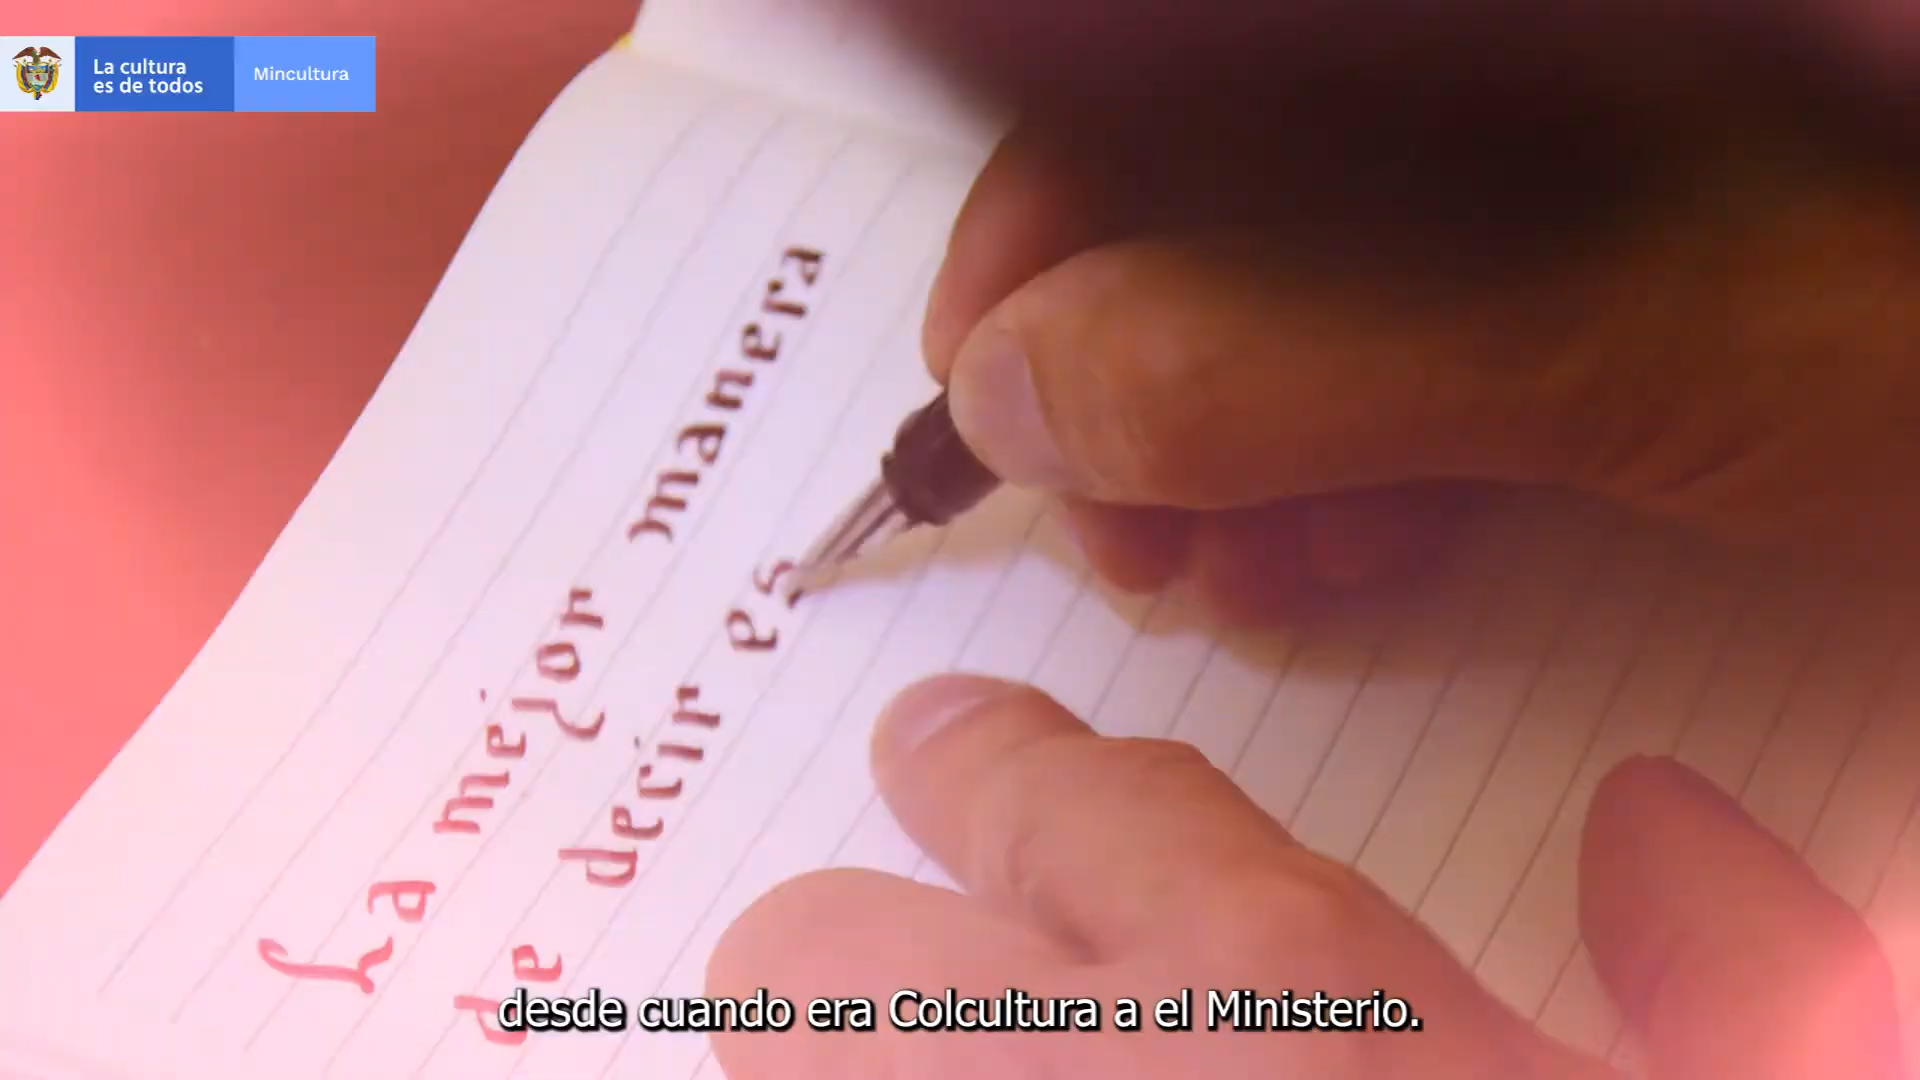 La cultura
es de todos
Mincultura
La mejor manera
de decir es
desde cuando era Colcultura a el Ministerio.